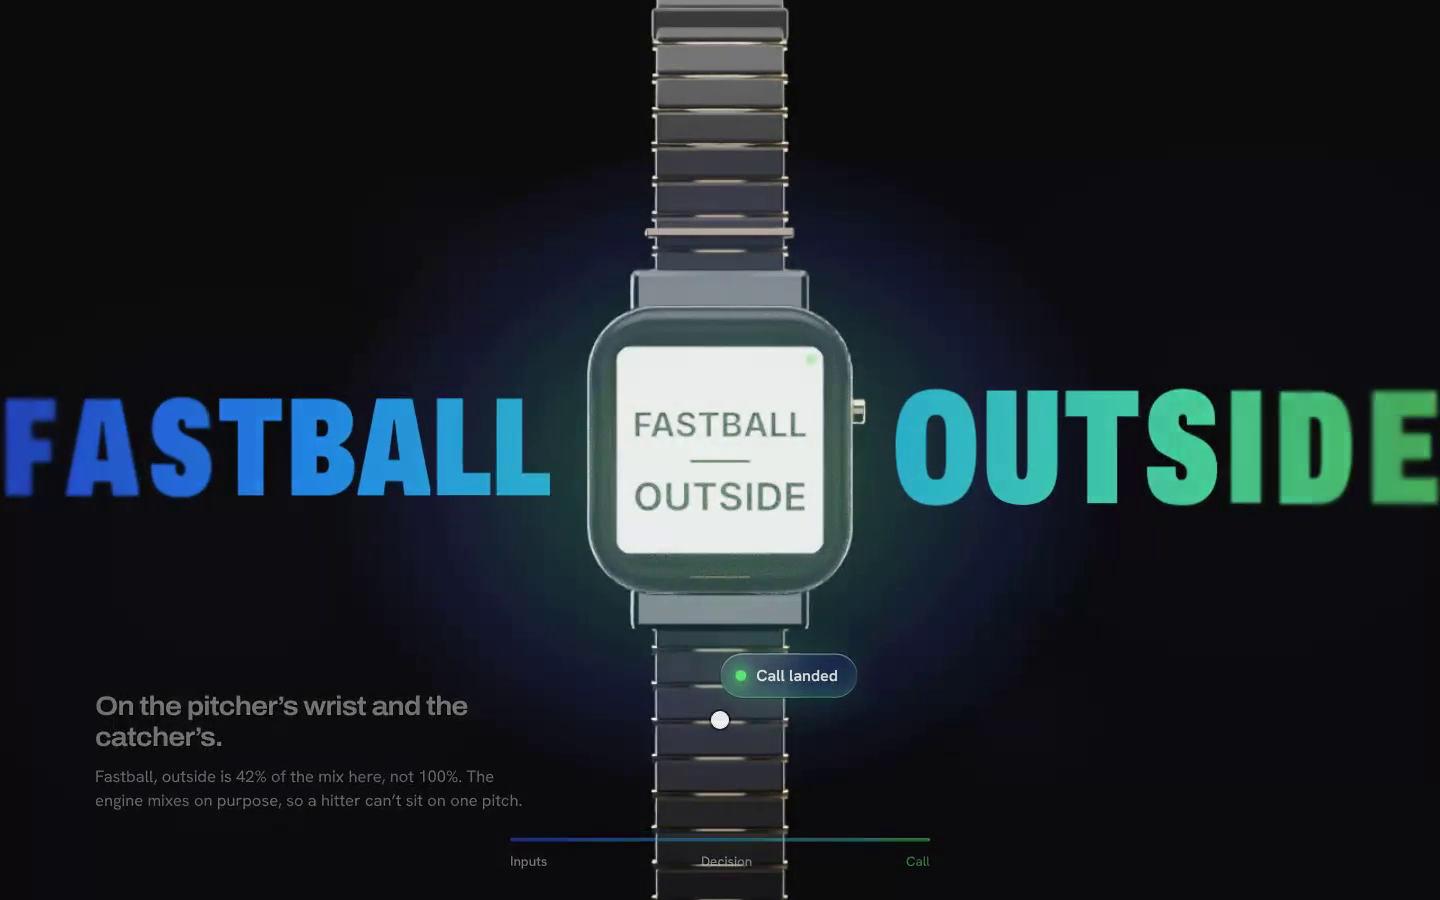 FASTBALL OUTSIDE
FASTBALL
OUTSIDE
Call landed
On the pitcher’s wrist and the
catcher’s.
Fastball, outside is 42% of the mix here, not 100%. The
engine mixes on purpose, so a hitter can’t sit on one pitch.
Inputs Decision Call